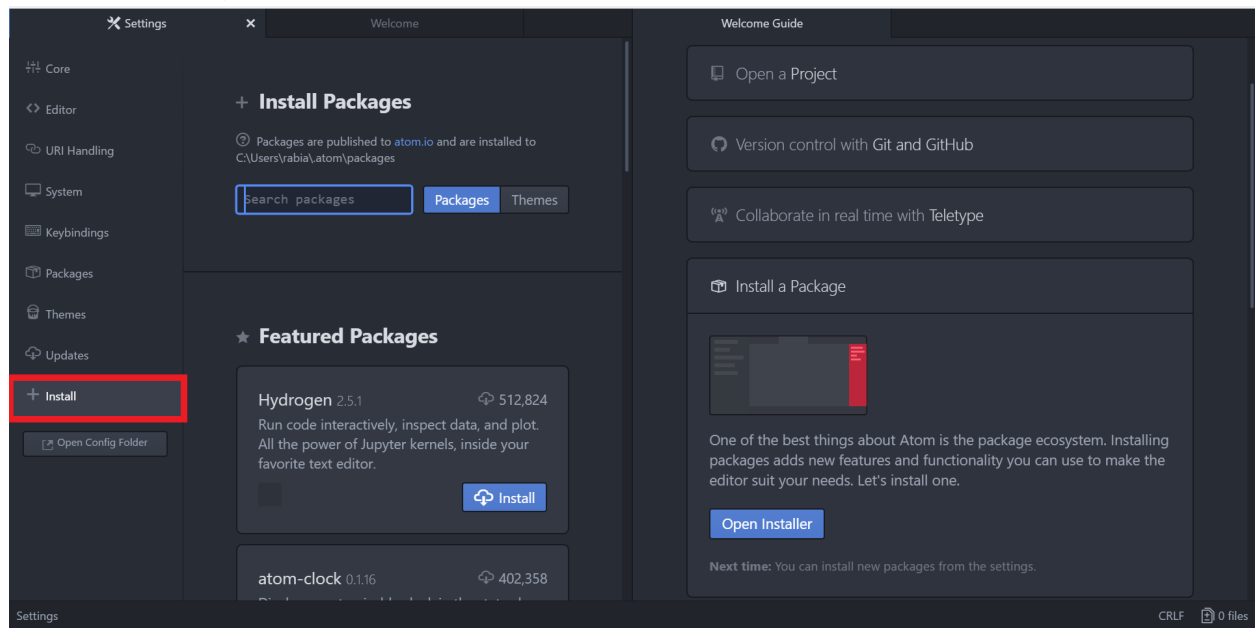 Settings
Welcome
Core
Editor
URI Handling
System
Keybindings
Packages
Themes
Updates
Install
Open Config Folder
Install Packages
Packages are published to atom.io and are installed to
C:\Users\rabia\.atom\packages
Search packages
Packages Themes
Featured Packages
Hydrogen 2.5.1 512,824
Run code interactively, inspect data, and plot.
All the power of Jupyter kernels, inside your
favorite text editor.
Install
atom-clock 0.1.16 402,358
Welcome Guide
Open a Project
Version control with Git and GitHub
Collaborate in real time with Teletype
Install a Package
One of the best things about Atom is the package ecosystem. Installing
packages adds new features and functionality you can use to make the
editor suit your needs. Let's install one.
Open Installer
Next time: You can install new packages from the settings.
Settings
CRLF 0 files